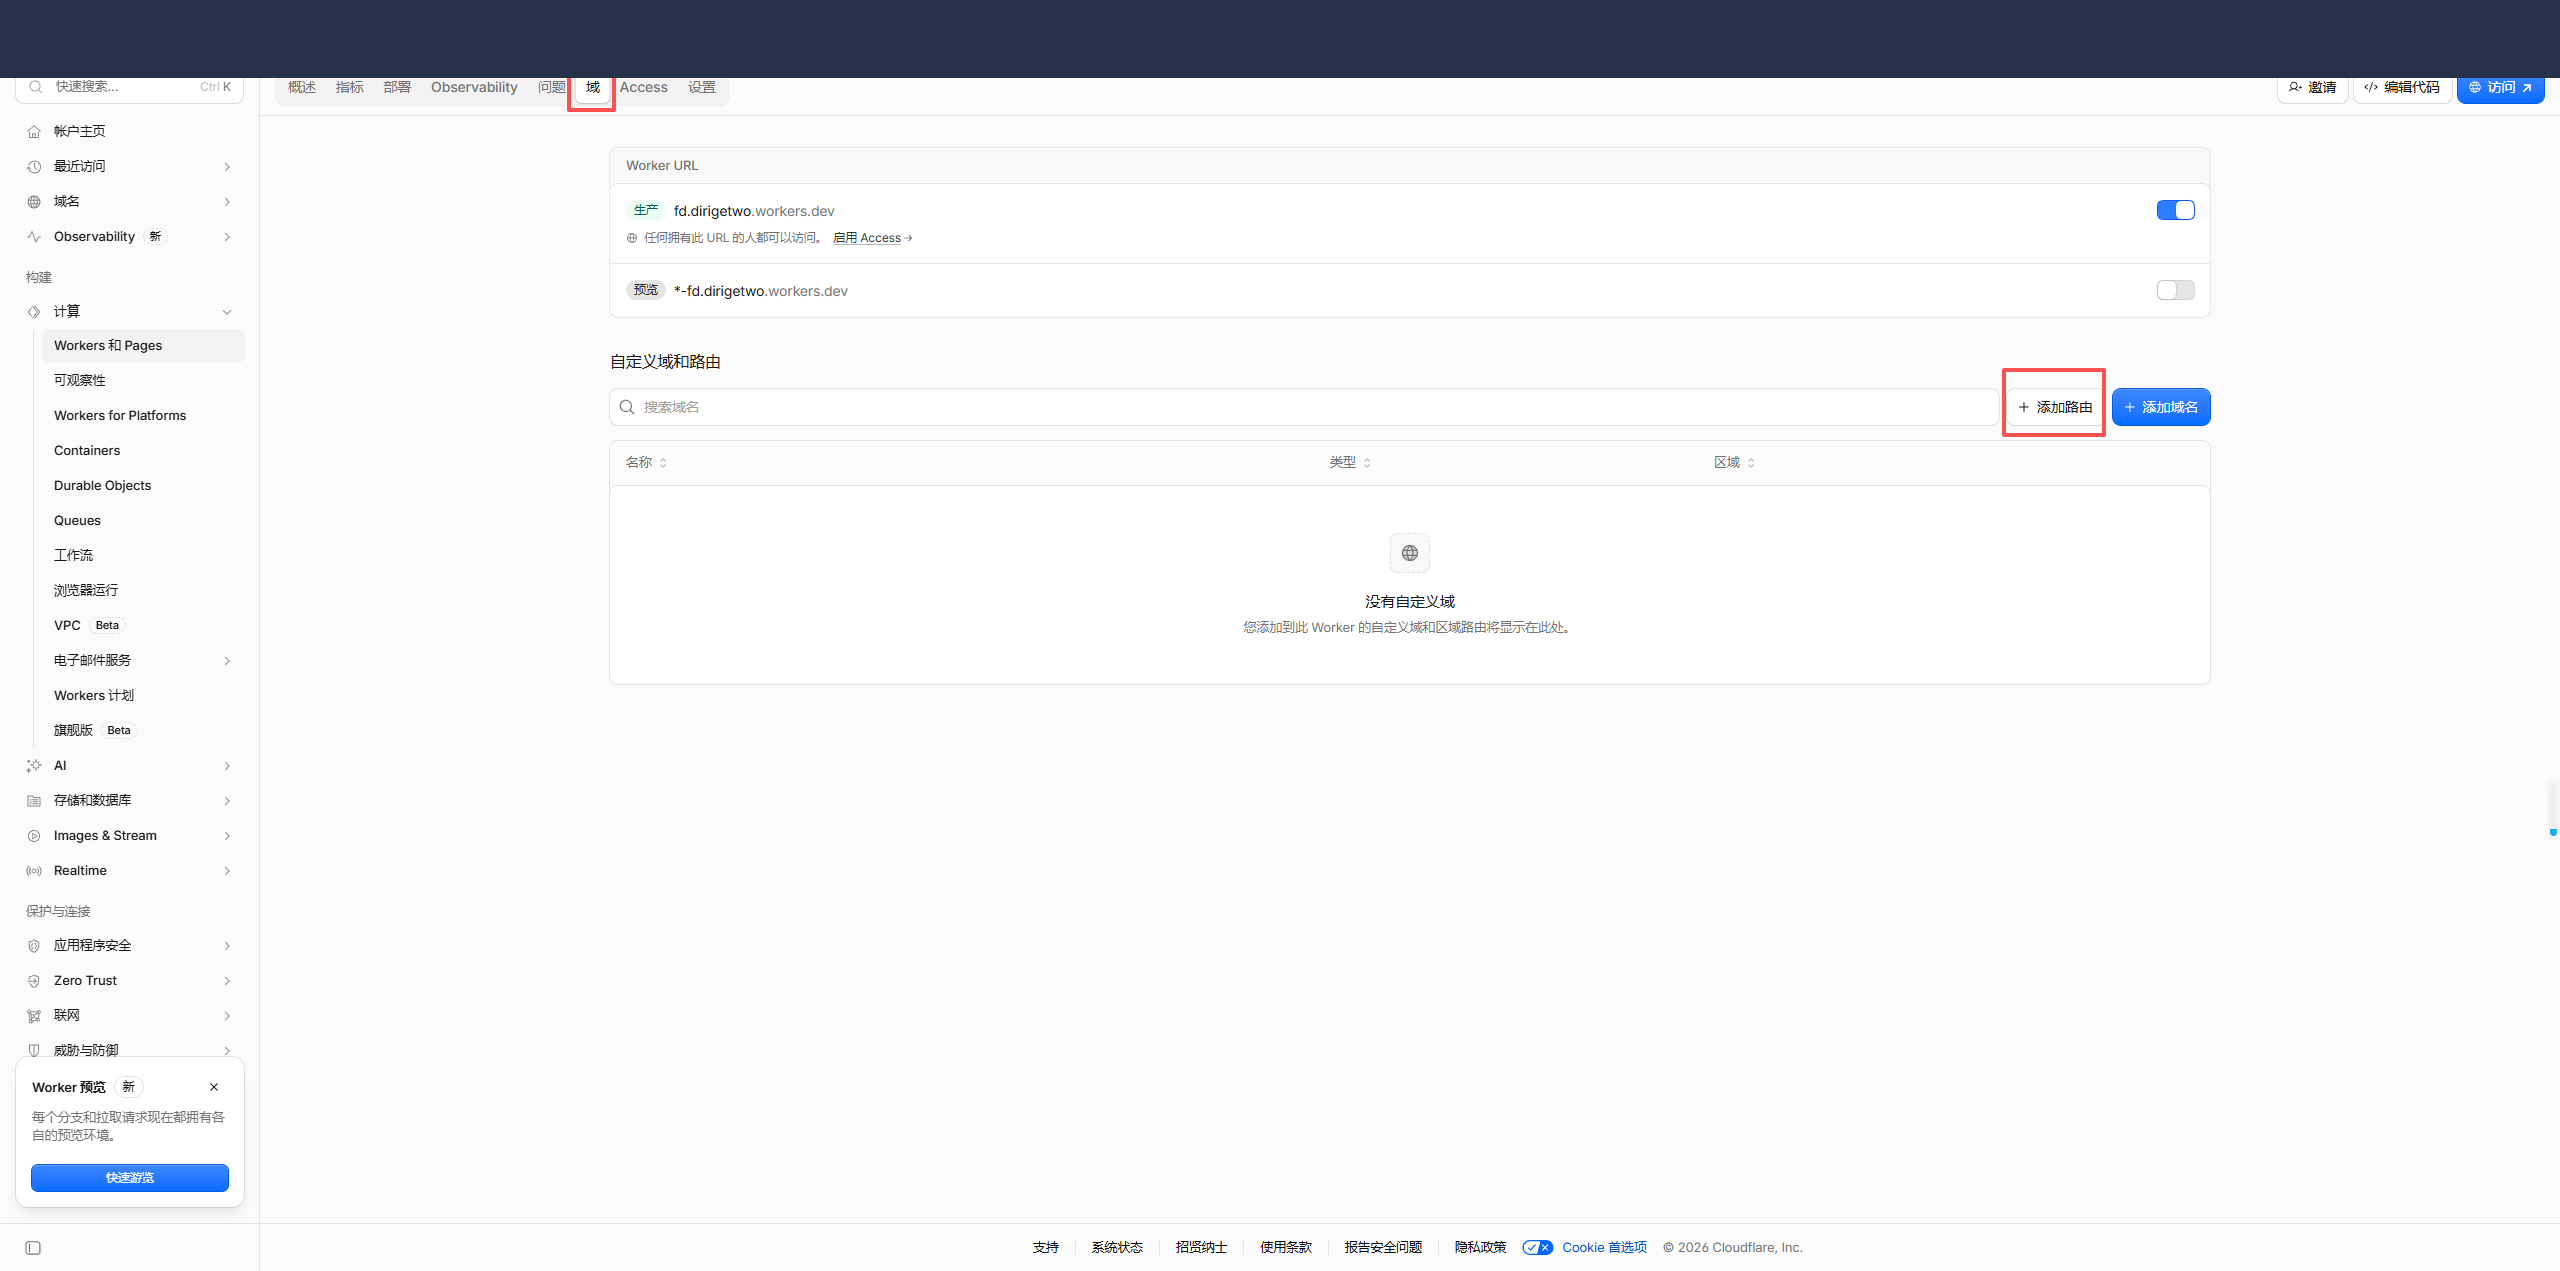 快速搜索... Ctrl K
概述 指标 部署 Observability 问题 域 Access 设置
邀请 编辑代码 访问
帐户主页
最近访问
域名
Observability 新
构建
计算
Workers 和 Pages
可观察性
Workers for Platforms
Containers
Durable Objects
Queues
工作流
浏览器运行
VPC Beta
电子邮件服务
Workers 计划
旗舰版 Beta
AI
存储和数据库
Images & Stream
Realtime
保护与连接
应用程序安全
Zero Trust
联网
威胁与防御
Worker 预览 新
每个分支和拉取请求现在都拥有各
自的预览环境。
快速游览
Worker URL
生产 fd.dirigetwo.workers.dev
任何拥有此 URL 的人都可以访问。 启用 Access
预览 *-fd.dirigetwo.workers.dev
自定义域和路由
搜索域名
添加路由 添加域名
名称 类型 区域
没有自定义域
您添加到此 Worker 的自定义域和区域路由将显示在此处。
支持 系统状态 招贤纳士 使用条款 报告安全问题 隐私政策 Cookie 首选项 © 2026 Cloudflare, Inc.